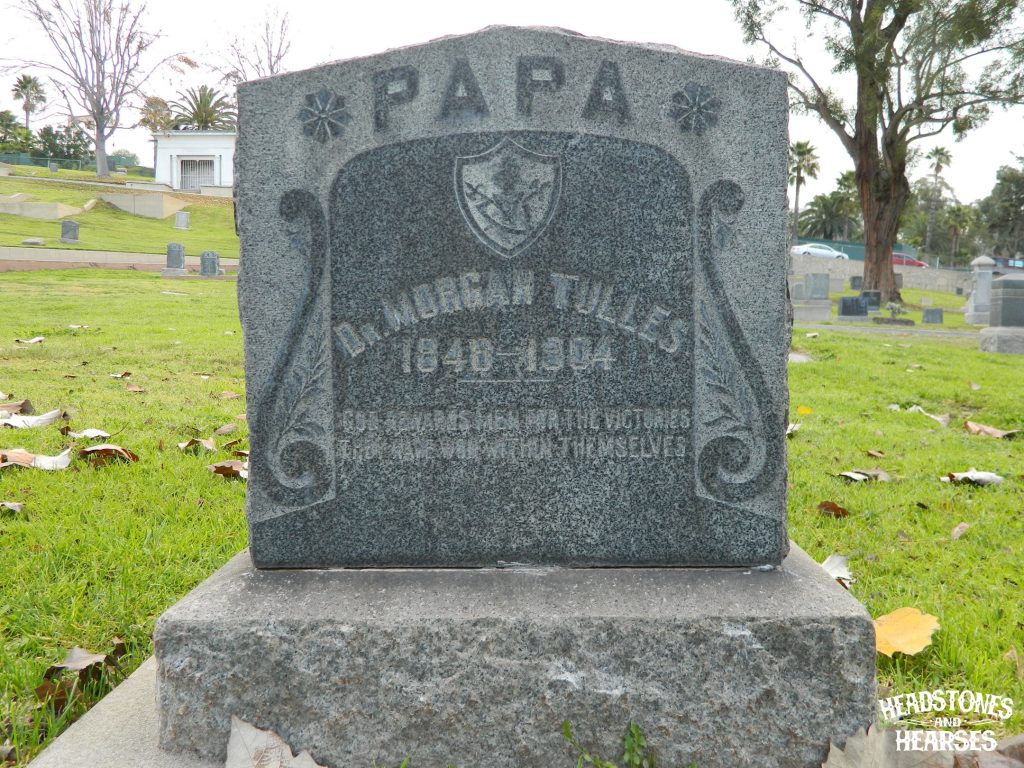 PAPA
Dr. MORGAN TULLES
1848–1904
GOD REWARDS MEN FOR THE VICTORIES
THEY HAVE WON WITHIN THEMSELVES
HEADSTONES
AND
HEARSES